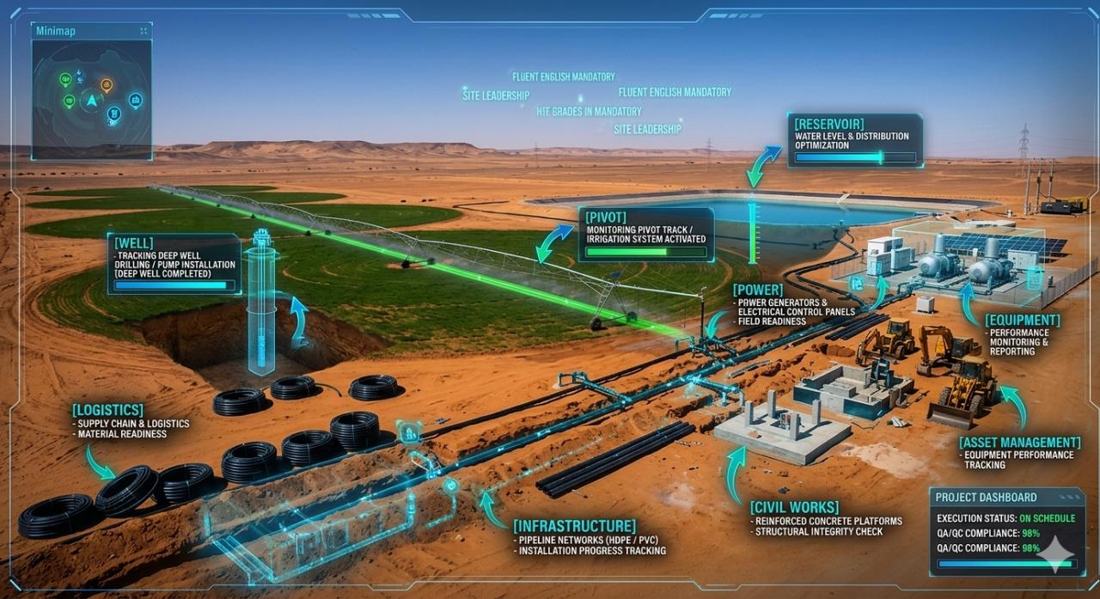 Minimap
FLUENT ENGLISH MANDATORY
SITE LEADERSHIP
FLUENT ENGLISH MANDATORY
GRADES IN MANDATORY
SITE LEADERSHIP
[RESERVOIR]
WATER LEVEL & DISTRIBUTION
OPTIMIZATION
[PIVOT]
MONITORING PIVOT TRACK /
IRRIGATION SYSTEM ACTIVATED
[WELL]
- TRACKING DEEP WELL
DRILLING / PUMP INSTALLATION
(DEEP WELL COMPLETED)
[POWER]
- POWER GENERATORS &
ELECTRICAL CONTROL PANELS
- FIELD READINESS
[EQUIPMENT]
- PERFORMANCE
MONITORING &
REPORTING
[LOGISTICS]
- SUPPLY CHAIN & LOGISTICS
- MATERIAL READINESS
[ASSET MANAGEMENT]
- EQUIPMENT PERFORMANCE
TRACKING
[CIVIL WORKS]
- REINFORCED CONCRETE PLATFORMS
- STRUCTURAL INTEGRITY CHECK
[INFRASTRUCTURE]
- PIPELINE NETWORKS (HDPE / PVC)
- INSTALLATION PROGRESS TRACKING
PROJECT DASHBOARD
EXECUTION STATUS: ON SCHEDULE
QA/QC COMPLIANCE: 98%
QA/QC COMPLIANCE: 98%